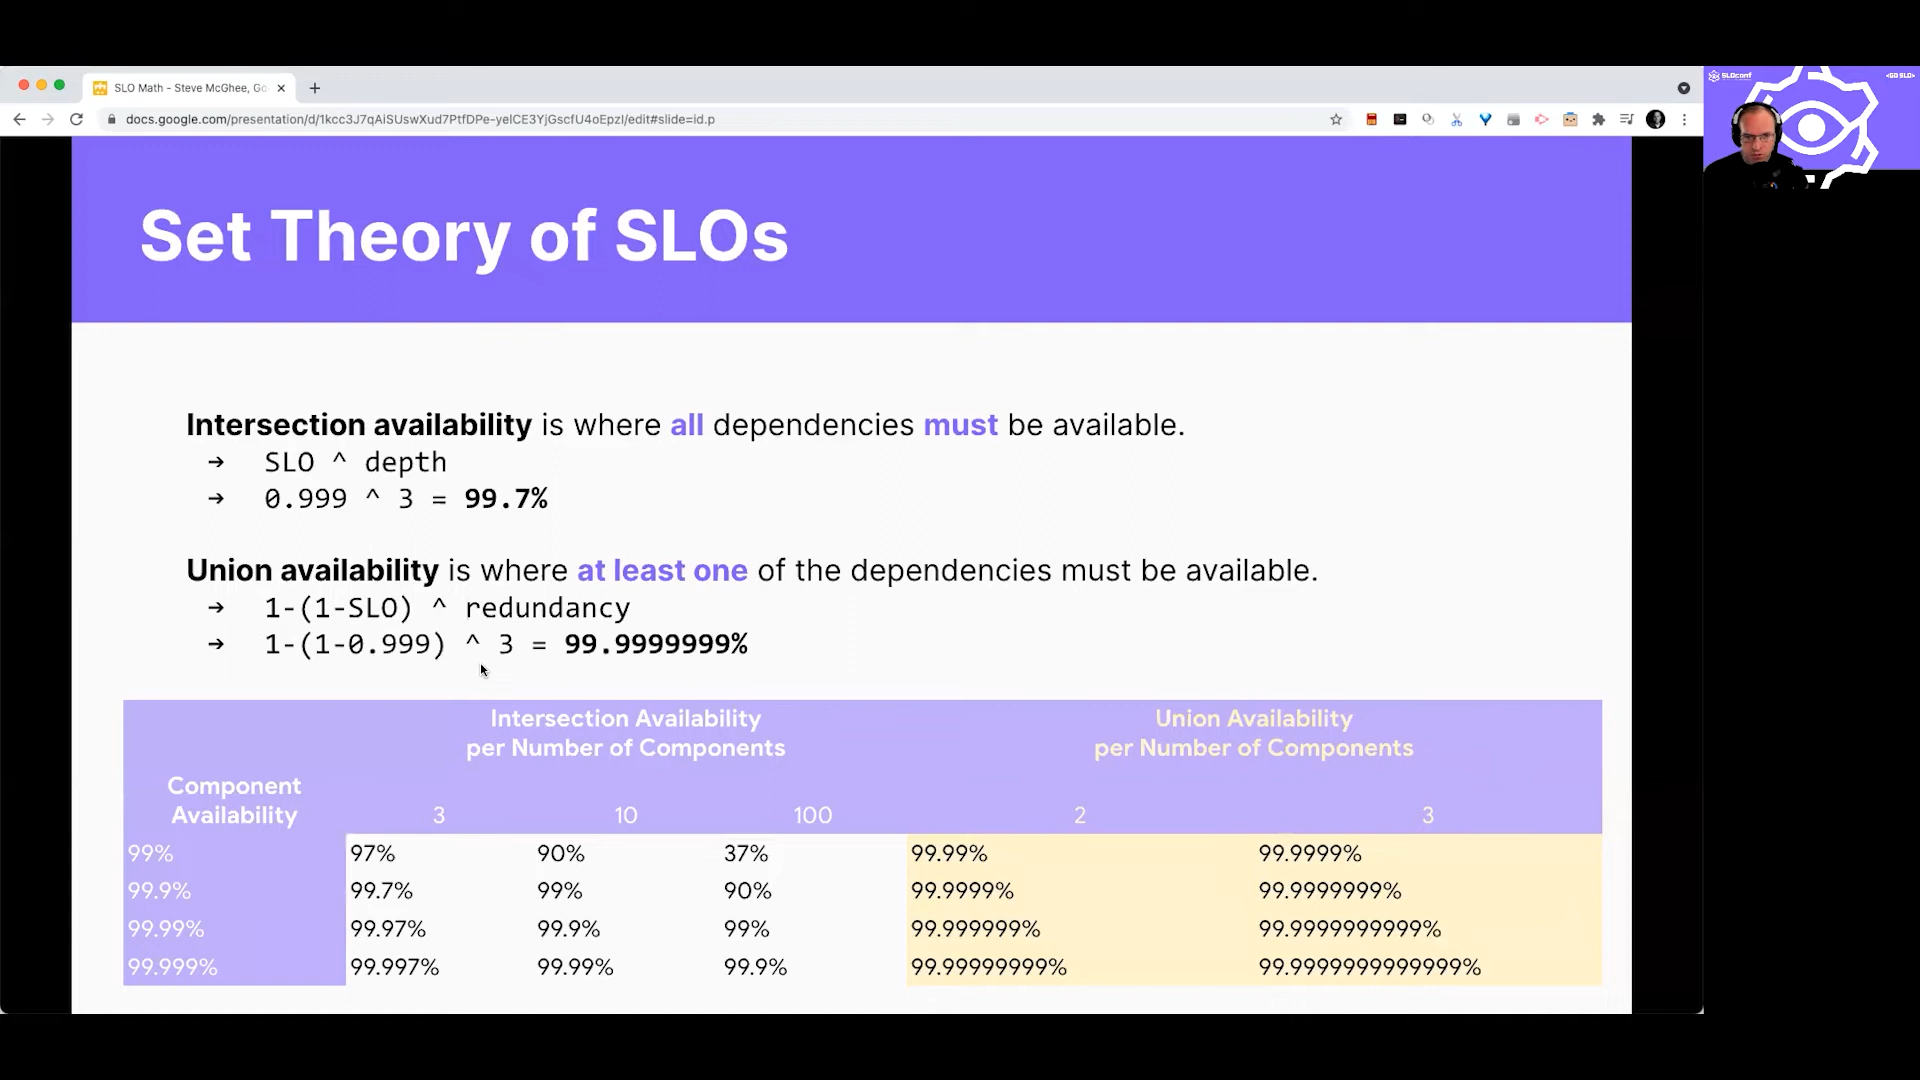 SLO Math - Steve McGhee, Go
docs.google.com/presentation/d/1kcc3J7qAiSUswXud7PtfDPe-yelCE3YjGscfU4oEpzI/edit#slide=id.p
SLOconf
<GO SLO>
Set Theory of SLOs
Intersection availability is where all dependencies must be available.
➔ SLO ^ depth
➔ 0.999 ^ 3 = 99.7%
Union availability is where at least one of the dependencies must be available.
➔ 1-(1-SLO) ^ redundancy
➔ 1-(1-0.999) ^ 3 = 99.9999999%
Intersection Availability
per Number of Components
Union Availability
per Number of Components
Component
Availability
3 10 100 2 3
99% 97% 90% 37% 99.99% 99.9999%
99.9% 99.7% 99% 90% 99.9999% 99.9999999%
99.99% 99.97% 99.9% 99% 99.999999% 99.9999999999%
99.999% 99.997% 99.99% 99.9% 99.99999999% 99.9999999999999%